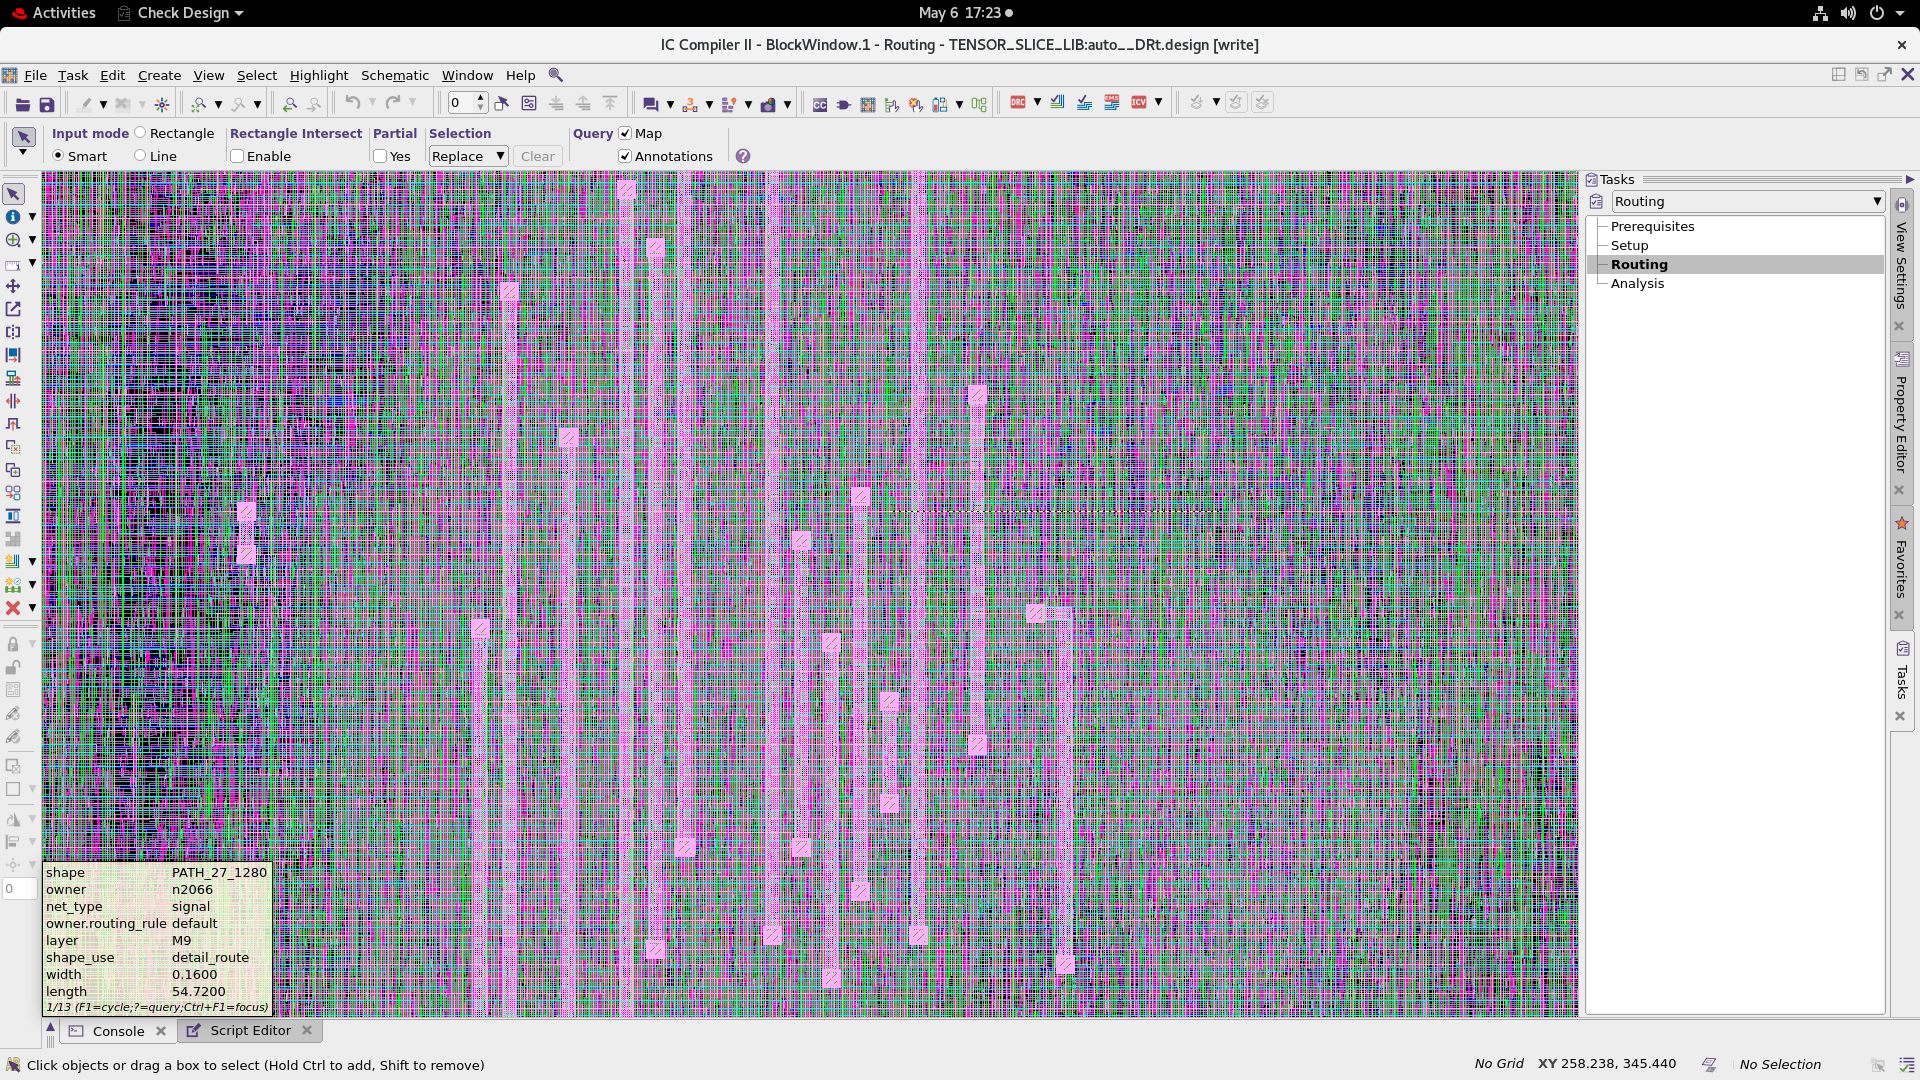 Activities Check Design May 6 17:23
IC Compiler II - BlockWindow.1 - Routing - TENSOR_SLICE_LIB:auto__DRt.design [write]
File Task Edit Create View Select Highlight Schematic Window Help
0 CC DRC ICV
Input mode Rectangle Rectangle Intersect Partial Selection Query Map
Smart Line Enable Yes Replace Clear Annotations ?
Tasks
Routing
Prerequisites
Setup
Routing
Analysis
View Settings
Property Editor
Favorites
Tasks
0
shape PATH_27_1280
owner n2066
net_type signal
owner.routing_rule default
layer M9
shape_use detail_route
width 0.1600
length 54.7200
1/13 (F1=cycle;?=query;Ctrl+F1=focus)
Console Script Editor
Click objects or drag a box to select (Hold Ctrl to add, Shift to remove) No Grid XY 258.238, 345.440 No Selection